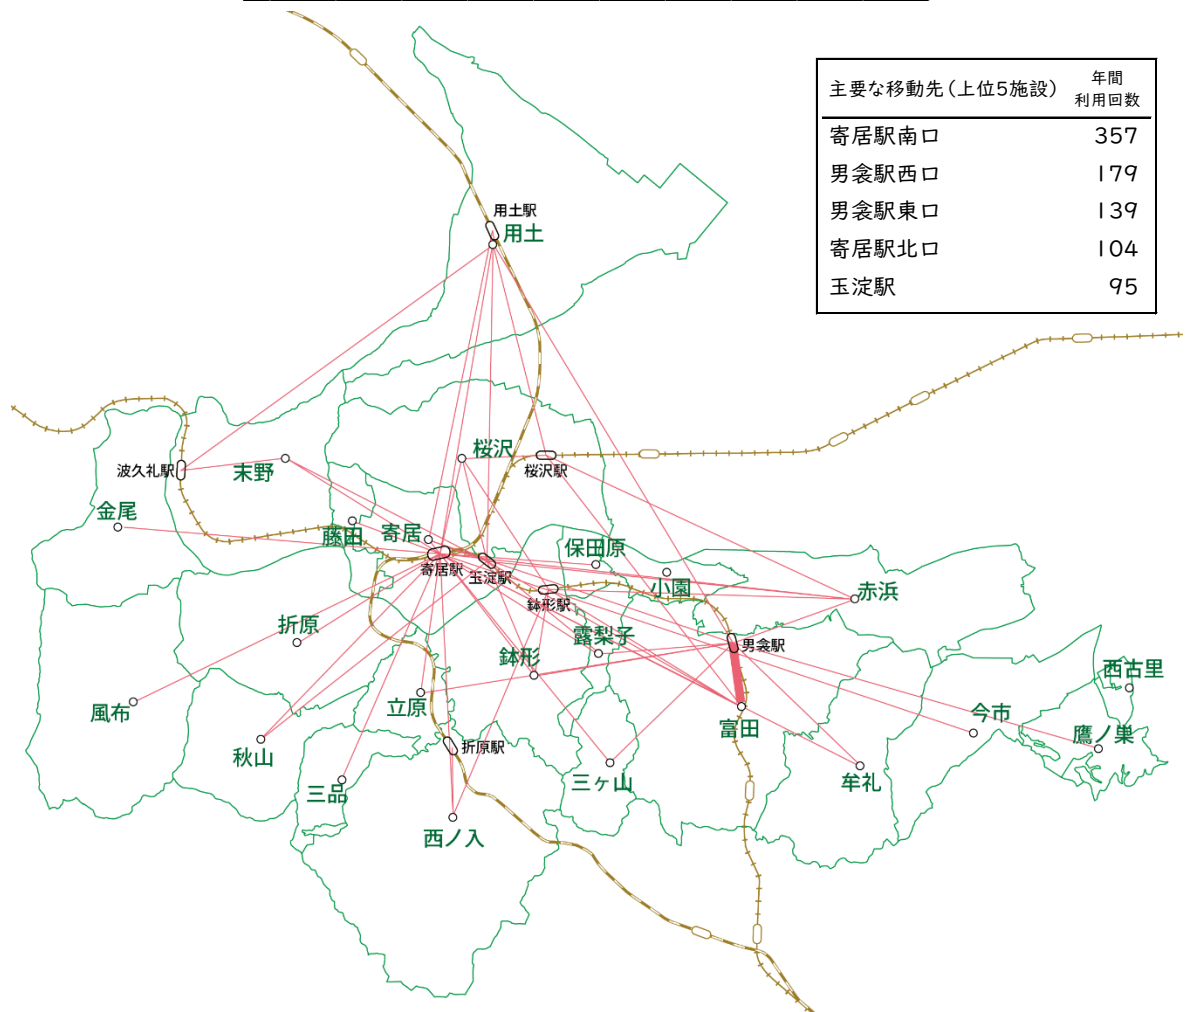 主要な移動先（上位5施設）
年間
利用回数
寄居駅南口 357
男衾駅西口 179
男衾駅東口 139
寄居駅北口 104
玉淀駅 95
用土駅
用土
桜沢
桜沢駅
波久礼駅
末野
金尾
藤田
寄居
寄居駅
玉淀駅
保田原
小園
赤浜
鉢形駅
折原
鉢形
露梨子
男衾駅
西古里
風布
立原
富田
今市
鷹ノ巣
秋山
折原駅
三品
三ヶ山
牟礼
西ノ入